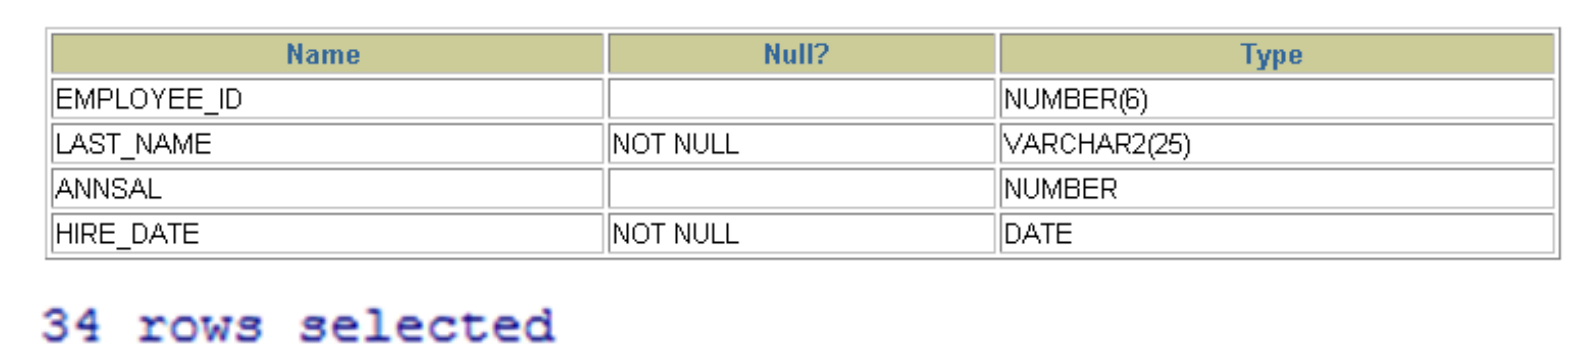 Name Null? Type
EMPLOYEE_ID NUMBER(6)
LAST_NAME NOT NULL VARCHAR2(25)
ANNSAL NUMBER
HIRE_DATE NOT NULL DATE
34 rows selected